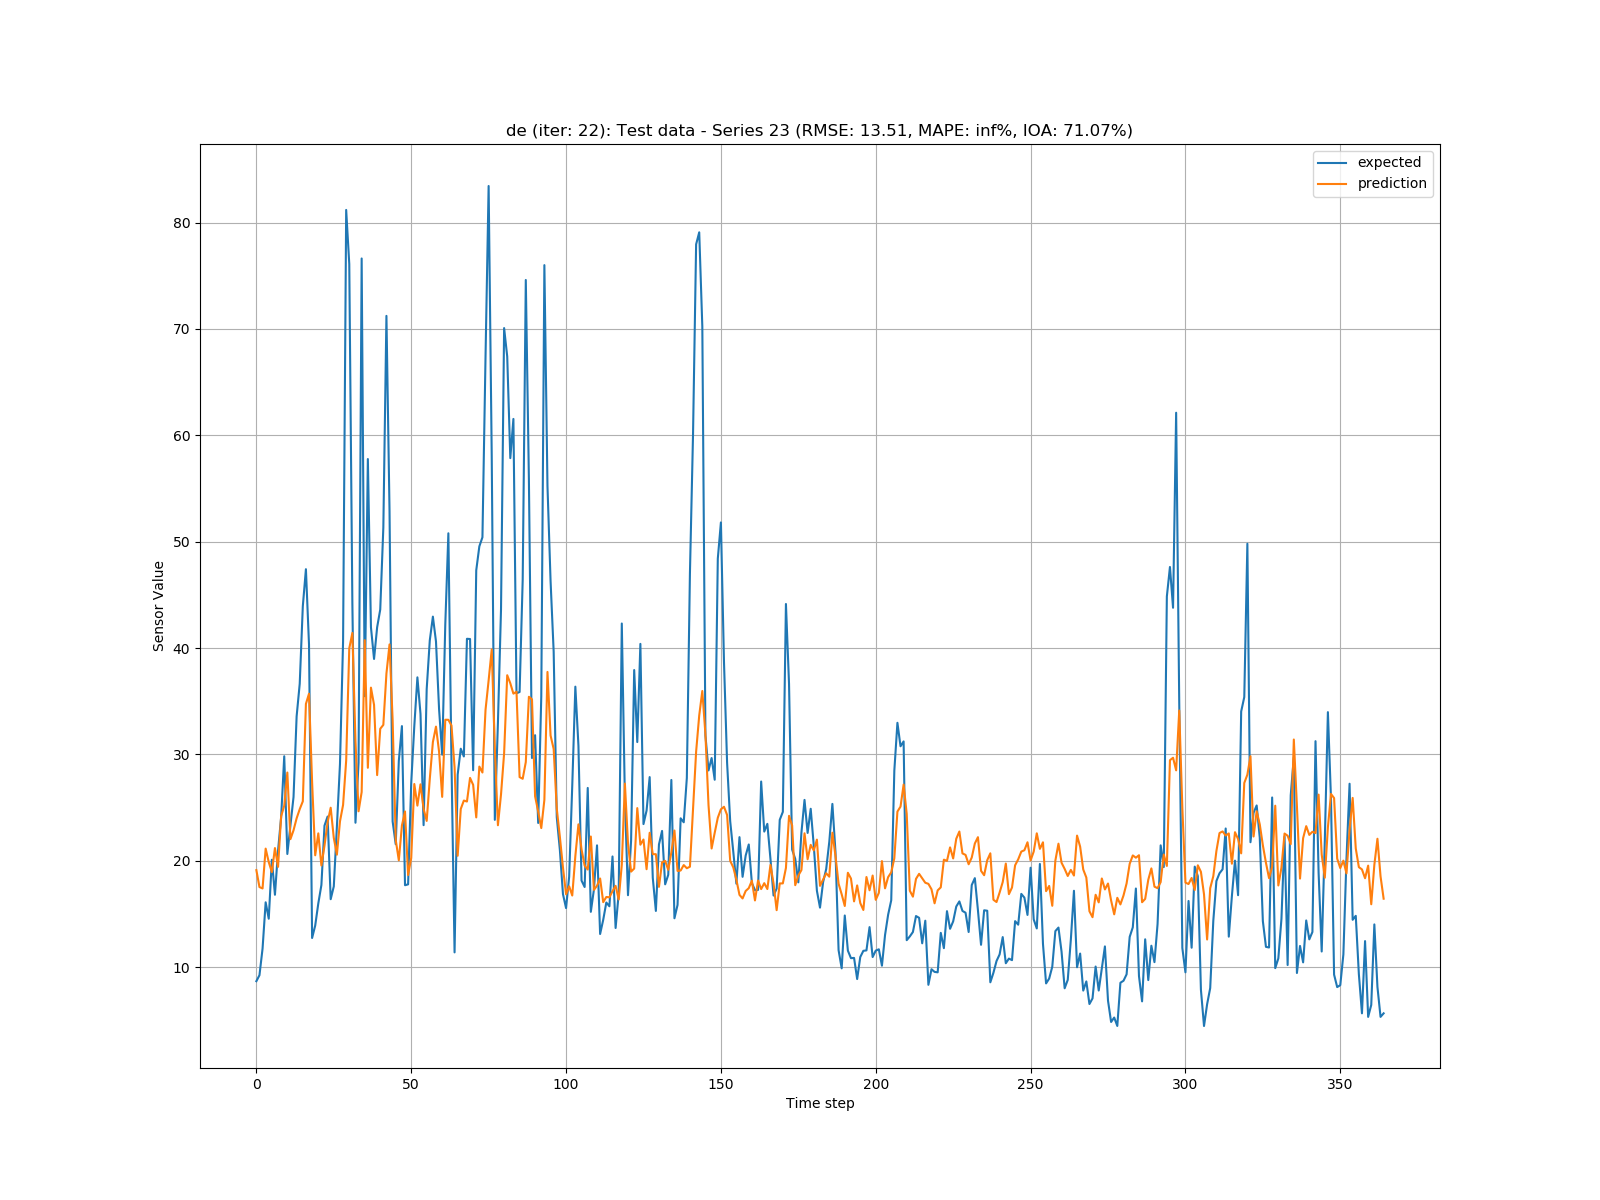 de (iter: 22): Test data - Series 23 (RMSE: 13.51, MAPE: inf%, IOA: 71.07%)
expected
prediction
80
70
60
50
40
30
20
10
Sensor Value
0 50 100 150 200 250 300 350
Time step